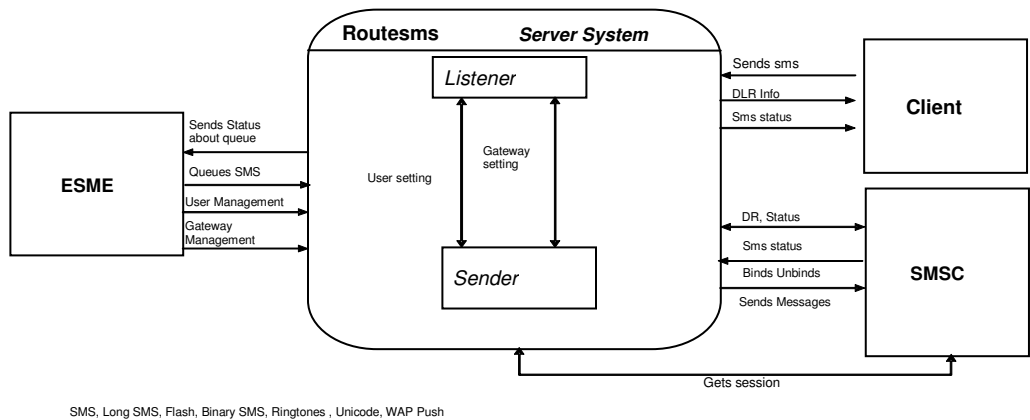 Routesms Server System
Listener
Sends sms
DLR Info
Sms status
Client
Sends Status
about queue
Queues SMS
User Management
Gateway
Management
ESME
User setting
Gateway
setting
Sender
DR, Status
Sms status
Binds Unbinds
Sends Messages
SMSC
Gets session
SMS, Long SMS, Flash, Binary SMS, Ringtones , Unicode, WAP Push